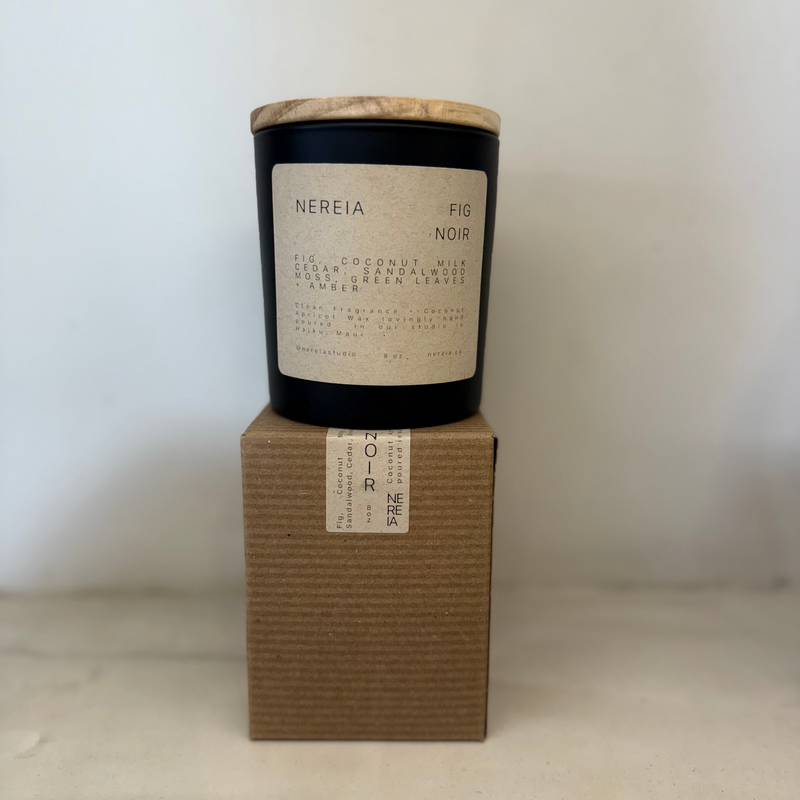 NEREIA FIG
NOIR
FIG, COCONUT MILK
CEDAR, SANDALWOOD
MOSS, GREEN LEAVES
+ AMBER
Clean Fragrance + Coconut
Apricot Wax lovingly hand
poured in our studio in
Haiku, Maui
@nereiastudio 8 oz. nereia.co
Fig, Coconut
Sandalwood, Cedar,
NOIR
8 oz
Coconut
poured
NE
RE
IA